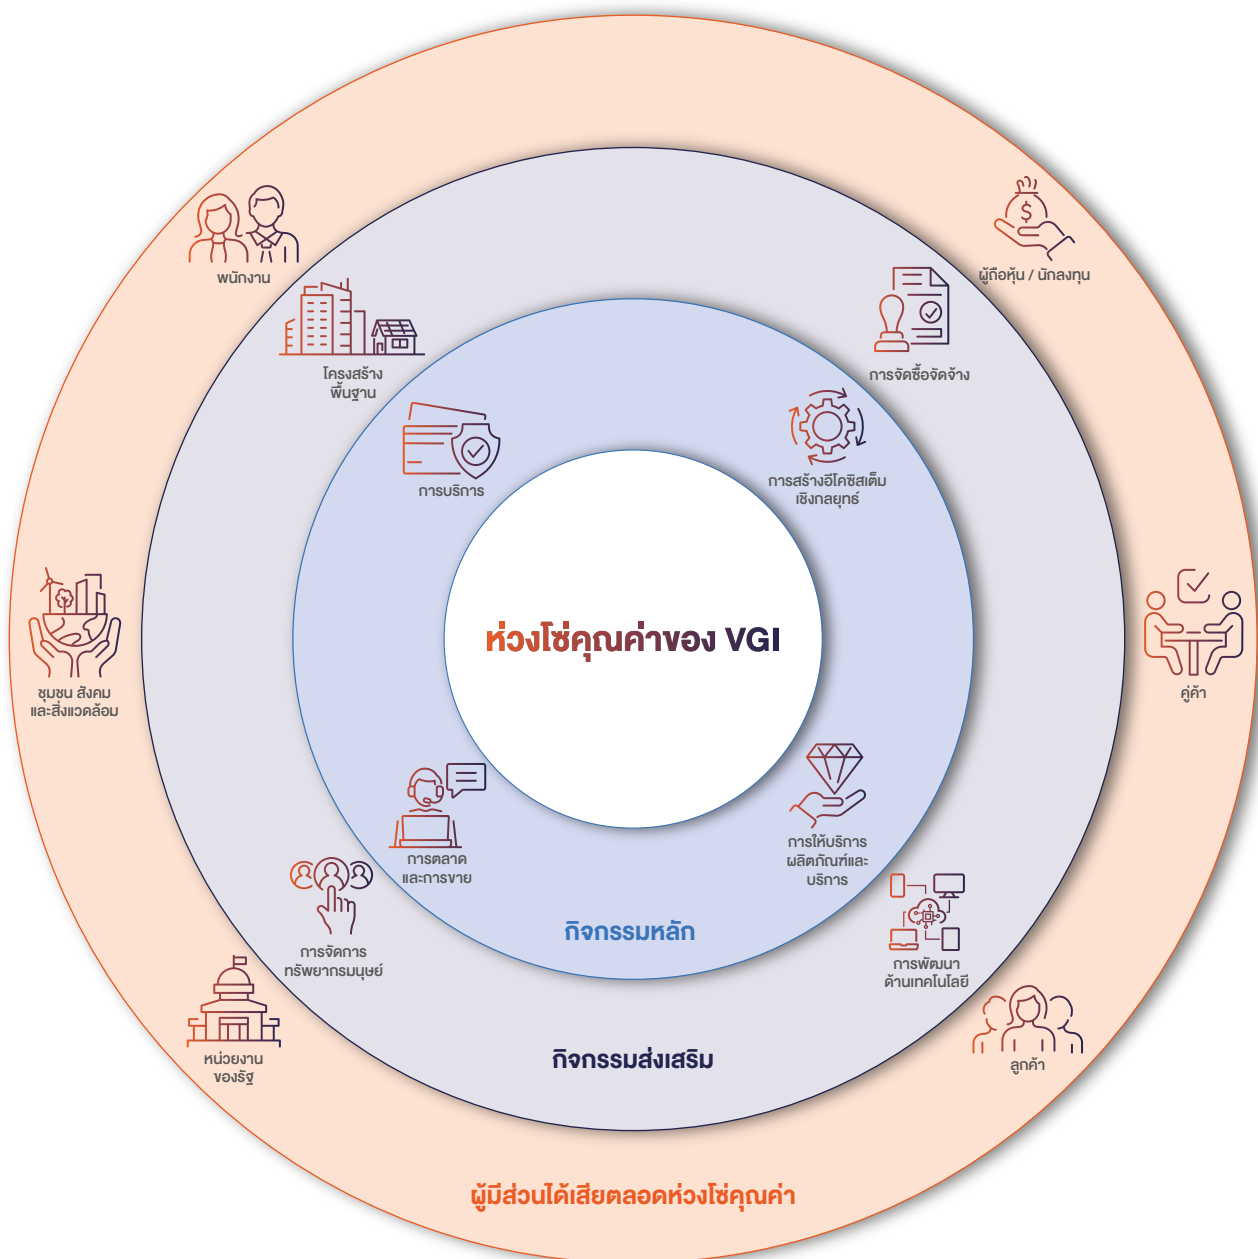 พนักงาน
ผู้ถือหุ้น / นักลงทุน
โครงสร้าง
พื้นฐาน
การจัดซื้อจัดจ้าง
การบริการ
การสร้างอีโคซิสเต็ม
เชิงกลยุทธ์
$
ห่วงโซ่คุณค่าของ VGI
ชุมชน สังคม
และสิ่งแวดล้อม
คู่ค้า
การตลาด
และการขาย
การให้บริการ
ผลิตภัณฑ์และ
บริการ
กิจกรรมหลัก
การจัดการ
ทรัพยากรมนุษย์
การพัฒนา
ด้านเทคโนโลยี
หน่วยงาน
ของรัฐ
กิจกรรมส่งเสริม
ลูกค้า
ผู้มีส่วนได้เสียตลอดห่วงโซ่คุณค่า